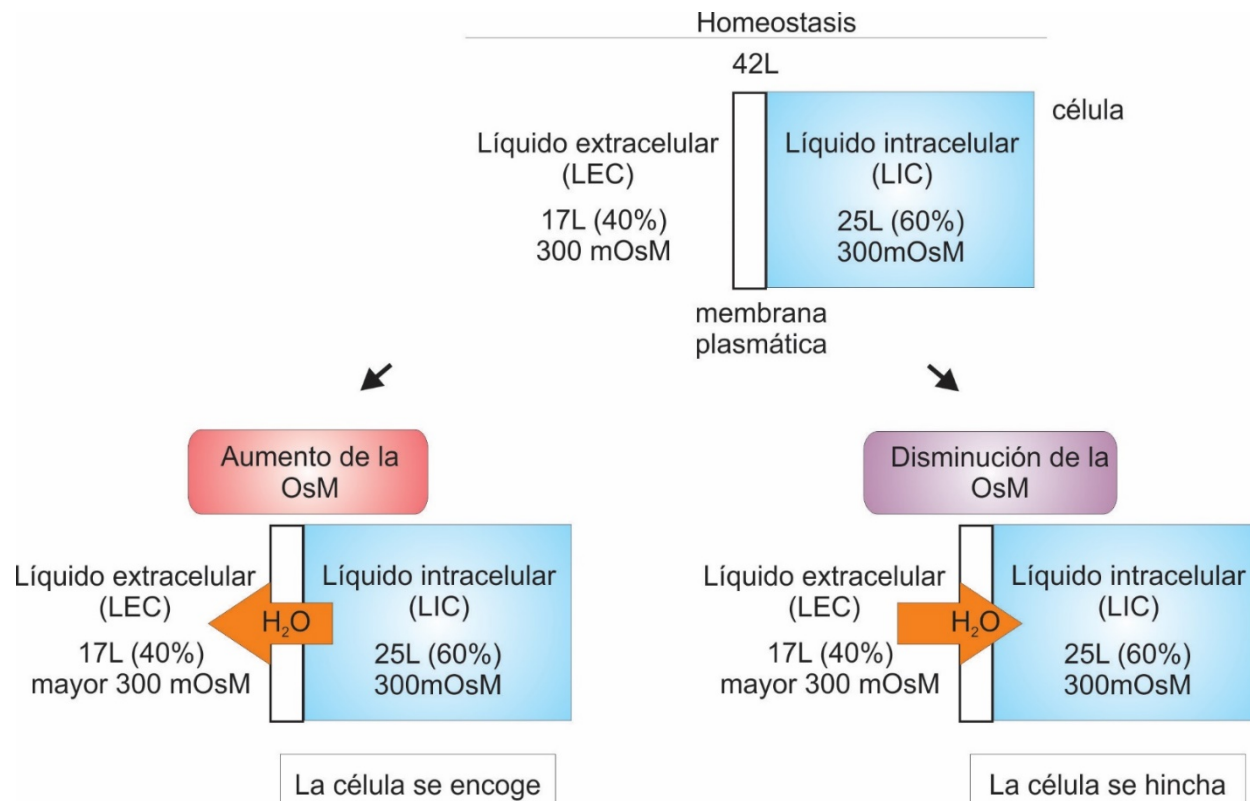 Homeostasis
42L
célula
Líquido extracelular
(LEC)
17L (40%)
300 mOsM
Líquido intracelular
(LIC)
25L (60%)
300mOsM
membrana
plasmática
Aumento de la
OsM
Líquido extracelular
(LEC)
17L (40%)
mayor 300 mOsM
H₂O
Líquido intracelular
(LIC)
25L (60%)
300mOsM
La célula se encoge
Disminución de la
OsM
Líquido extracelular
(LEC)
17L (40%)
mayor 300 mOsM
H₂O
Líquido intracelular
(LIC)
25L (60%)
300mOsM
La célula se hincha